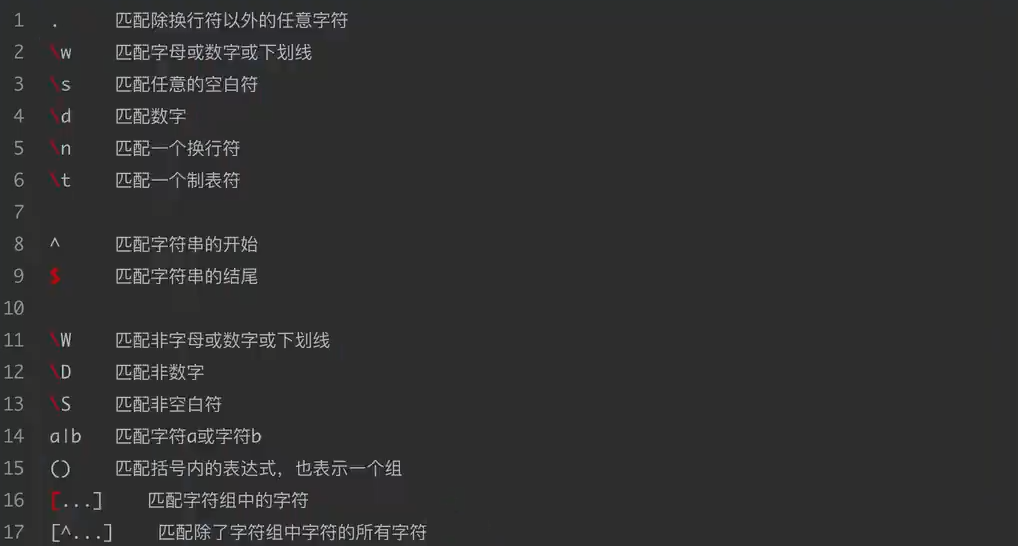 1 . 匹配除换行符以外的任意字符
2 \w 匹配字母或数字或下划线
3 \s 匹配任意的空白符
4 \d 匹配数字
5 \n 匹配一个换行符
6 \t 匹配一个制表符
7
8 ^ 匹配字符串的开始
9 $ 匹配字符串的结尾
10
11 \W 匹配非字母或数字或下划线
12 \D 匹配非数字
13 \S 匹配非空白符
14 a|b 匹配字符a或字符b
15 () 匹配括号内的表达式，也表示一个组
16 [...] 匹配字符组中的字符
17 [^...] 匹配除了字符组中字符的所有字符